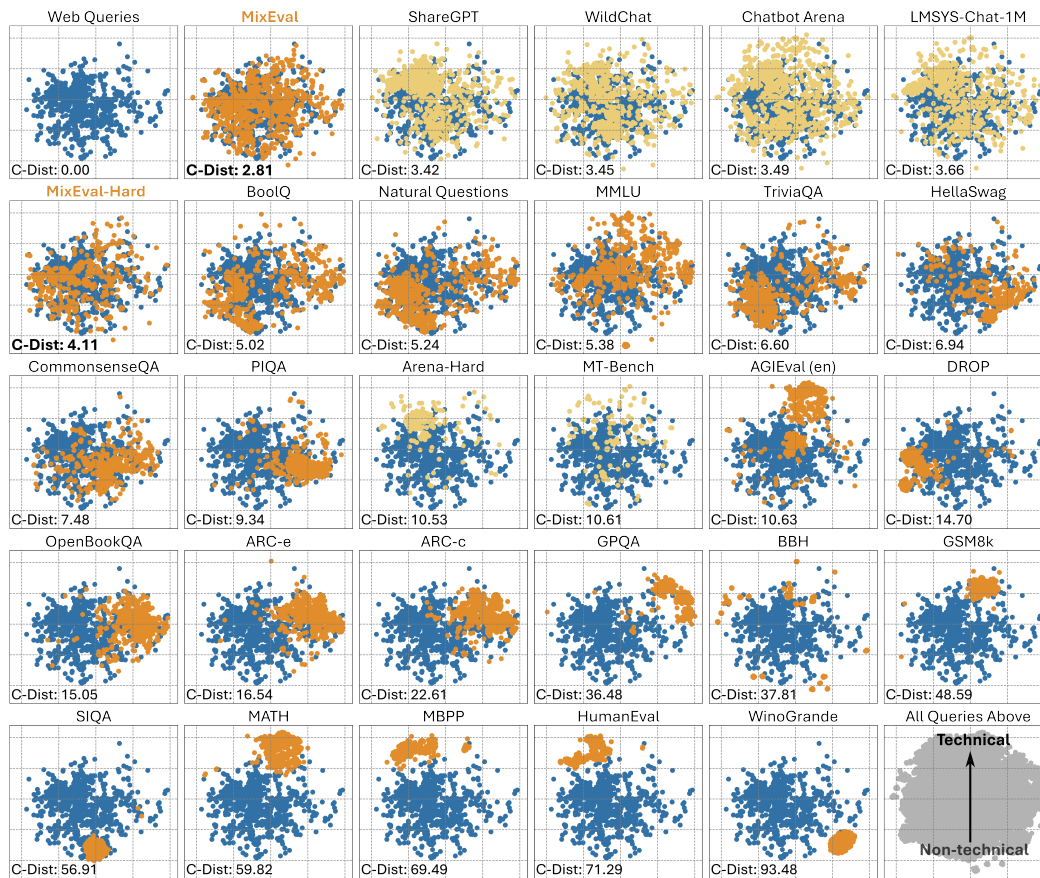 Web Queries
MixEval
ShareGPT
WildChat
Chatbot Arena
LMSYS-Chat-1M
C-Dist: 0.00
C-Dist: 2.81
C-Dist: 3.42
C-Dist: 3.45
C-Dist: 3.49
C-Dist: 3.66
MixEval-Hard
BoolQ
Natural Questions
MMLU
TriviaQA
HellaSwag
C-Dist: 4.11
C-Dist: 5.02
C-Dist: 5.24
C-Dist: 5.38
C-Dist: 6.60
C-Dist: 6.94
CommonsenseQA
PIQA
Arena-Hard
MT-Bench
AGIEval (en)
DROP
C-Dist: 7.48
C-Dist: 9.34
C-Dist: 10.53
C-Dist: 10.61
C-Dist: 10.63
C-Dist: 14.70
OpenBookQA
ARC-e
ARC-c
GPQA
BBH
GSM8k
C-Dist: 15.05
C-Dist: 16.54
C-Dist: 22.61
C-Dist: 36.48
C-Dist: 37.81
C-Dist: 48.59
SIQA
MATH
MBPP
HumanEval
WinoGrande
All Queries Above
C-Dist: 56.91
C-Dist: 59.82
C-Dist: 69.49
C-Dist: 71.29
C-Dist: 93.48
Technical
Non-technical